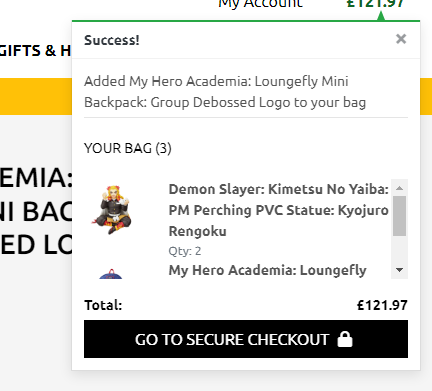 My Account £121.97
GIFTS & H
Success! ×
Added My Hero Academia: Loungefly Mini
Backpack: Group Debossed Logo to your bag
YOUR BAG (3)
EMIA:
NI BAC
ED LO
Demon Slayer: Kimetsu No Yaiba:
PM Perching PVC Statue: Kyojuro
Rengoku
Qty: 2
My Hero Academia: Loungefly
Total: £121.97
GO TO SECURE CHECKOUT